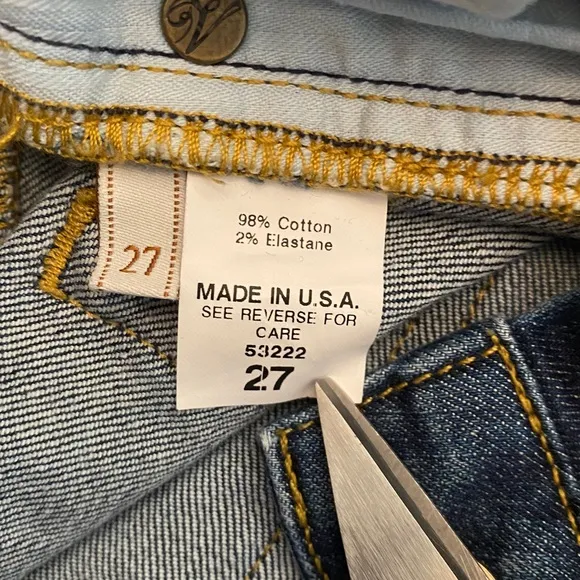 98% Cotton
2% Elastane
27
MADE IN U.S.A.
SEE REVERSE FOR
CARE
53222
27